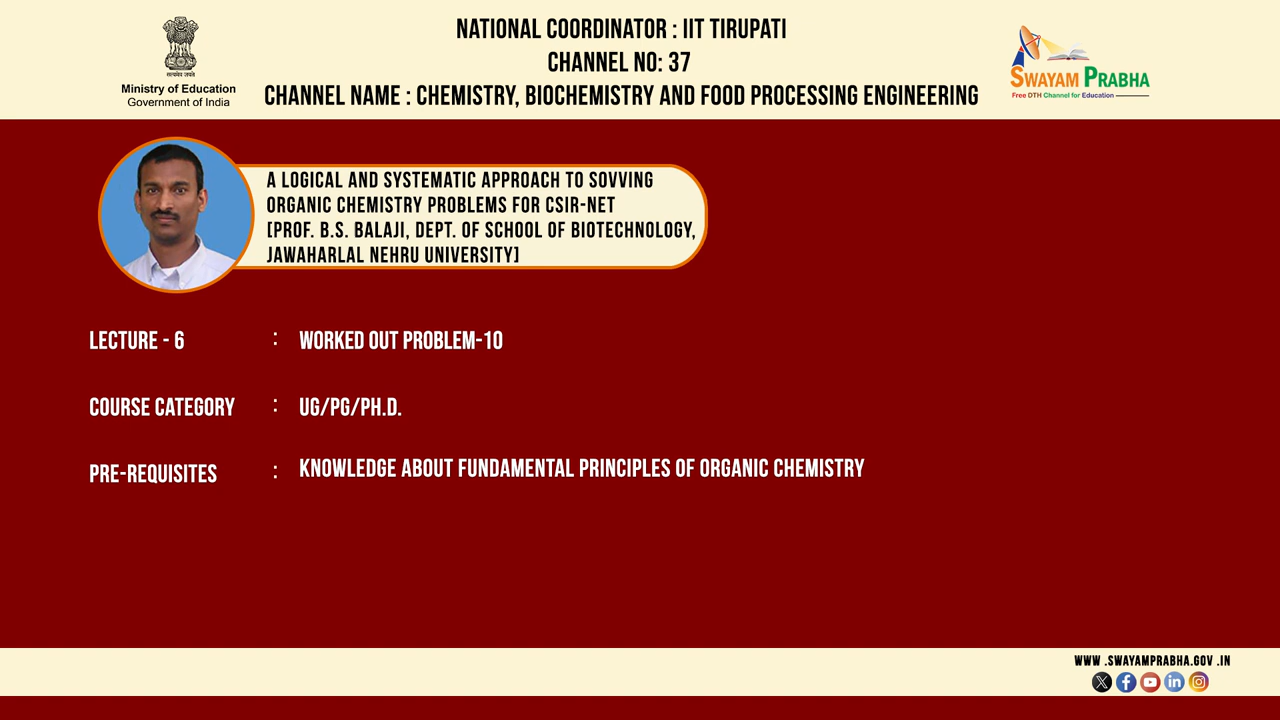 NATIONAL COORDINATOR : IIT TIRUPATI
CHANNEL NO: 37
CHANNEL NAME : CHEMISTRY, BIOCHEMISTRY AND FOOD PROCESSING ENGINEERING
सत्यमेव जयते
Ministry of Education
Government of India
SWAYAM PRABHA
Free DTH Channel for Education
A LOGICAL AND SYSTEMATIC APPROACH TO SOVVING
ORGANIC CHEMISTRY PROBLEMS FOR CSIR-NET
[PROF. B.S. BALAJI, DEPT. OF SCHOOL OF BIOTECHNOLOGY,
JAWAHARLAL NEHRU UNIVERSITY]
LECTURE - 6 : WORKED OUT PROBLEM-10
COURSE CATEGORY : UG/PG/PH.D.
PRE-REQUISITES : KNOWLEDGE ABOUT FUNDAMENTAL PRINCIPLES OF ORGANIC CHEMISTRY
WWW .SWAYAMPRABHA.GOV .IN